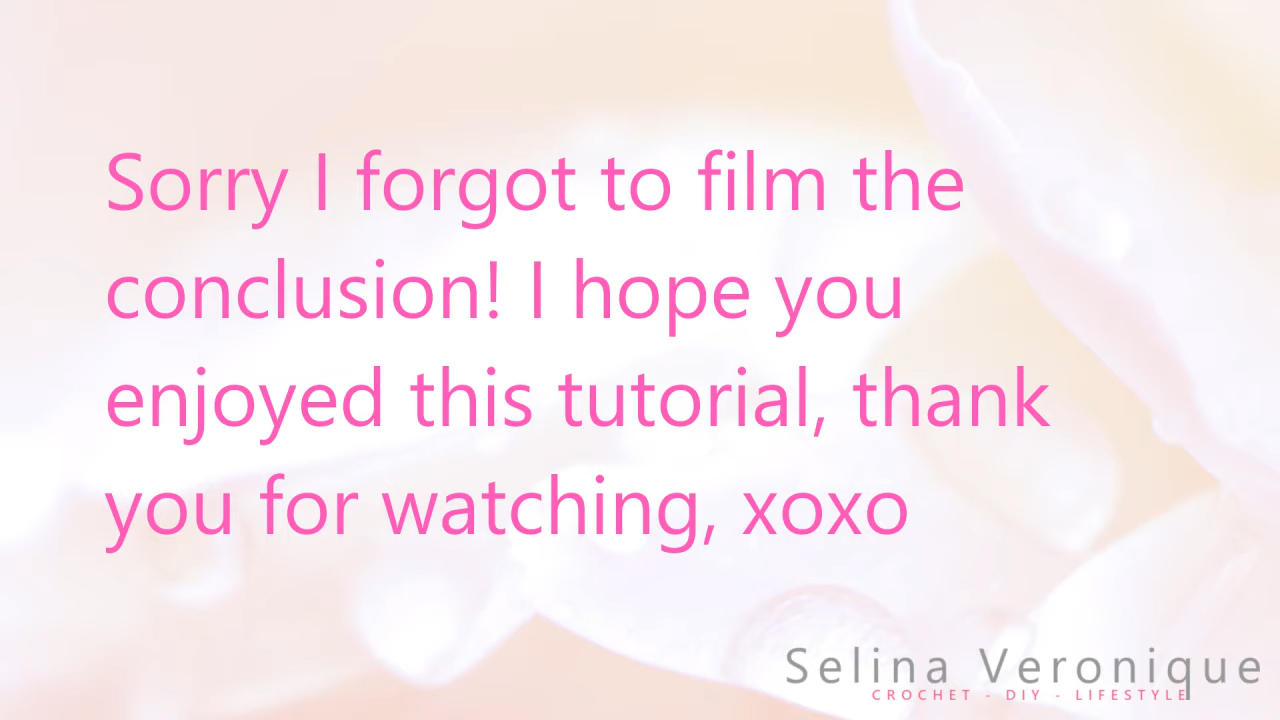 Sorry I forgot to film the
conclusion! I hope you
enjoyed this tutorial, thank
you for watching, xoxo
Selina Veronique
CROCHET - DIY - LIFESTYLE